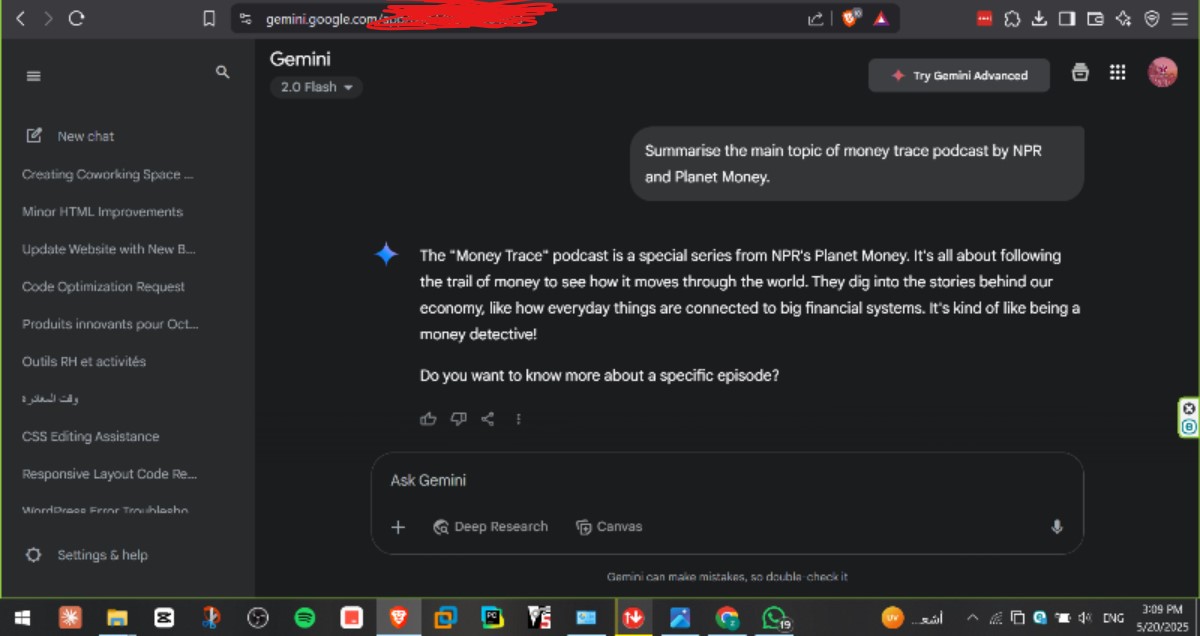 gemini.google.com/app
Gemini
2.0 Flash
Try Gemini Advanced
New chat
Creating Coworking Space ...
Minor HTML Improvements
Update Website with New B...
Code Optimization Request
Produits innovants pour Oct...
Outils RH et activités
وقت
CSS Editing Assistance
Responsive Layout Code Re...
WordPress Error Troublesho
Settings & help
Summarise the main topic of money trace podcast by NPR
and Planet Money.
The "Money Trace" podcast is a special series from NPR's Planet Money. It's all about following
the trail of money to see how it moves through the world. They dig into the stories behind our
economy, like how everyday things are connected to big financial systems. It's kind of like being a
money detective!
Do you want to know more about a specific episode?
Ask Gemini
Deep Research
Canvas
Gemini can make mistakes, so double-check it
PC
19
UV
أشعـ...
ENG
3:09 PM
5/20/2025